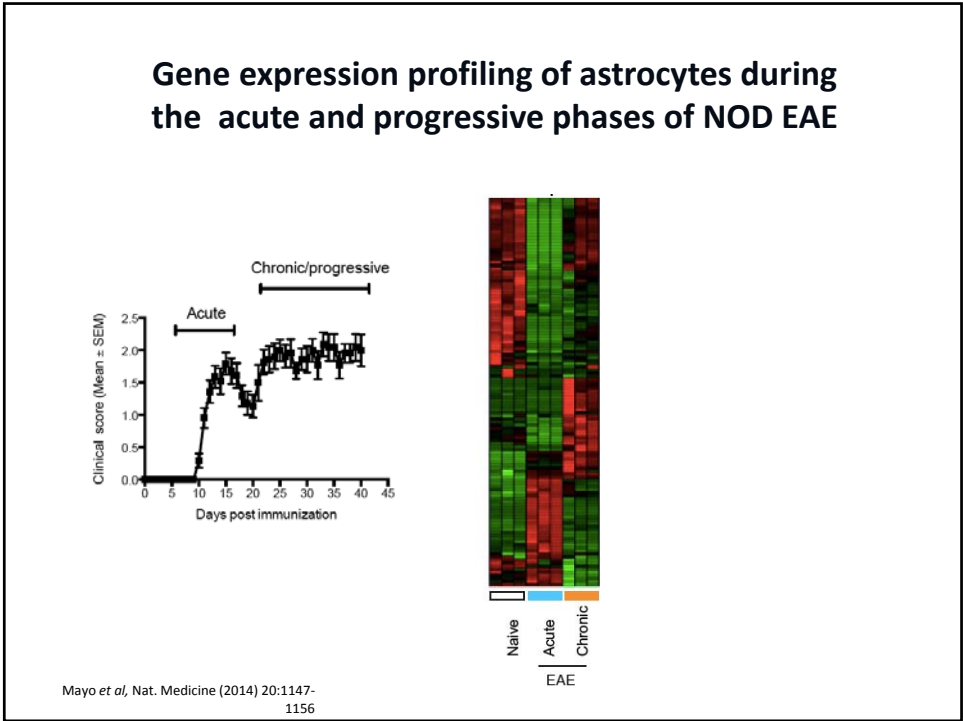 Gene expression profiling of astrocytes during
the acute and progressive phases of NOD EAE
Chronic/progressive
Acute
Clinical score (Mean ± SEM)
2.5
2.0
1.5
1.0
0.5
0.0
0 5 10 15 20 25 30 35 40 45
Days post immunization
Naive
Acute
Chronic
EAE
Mayo et al, Nat. Medicine (2014) 20:1147-
1156